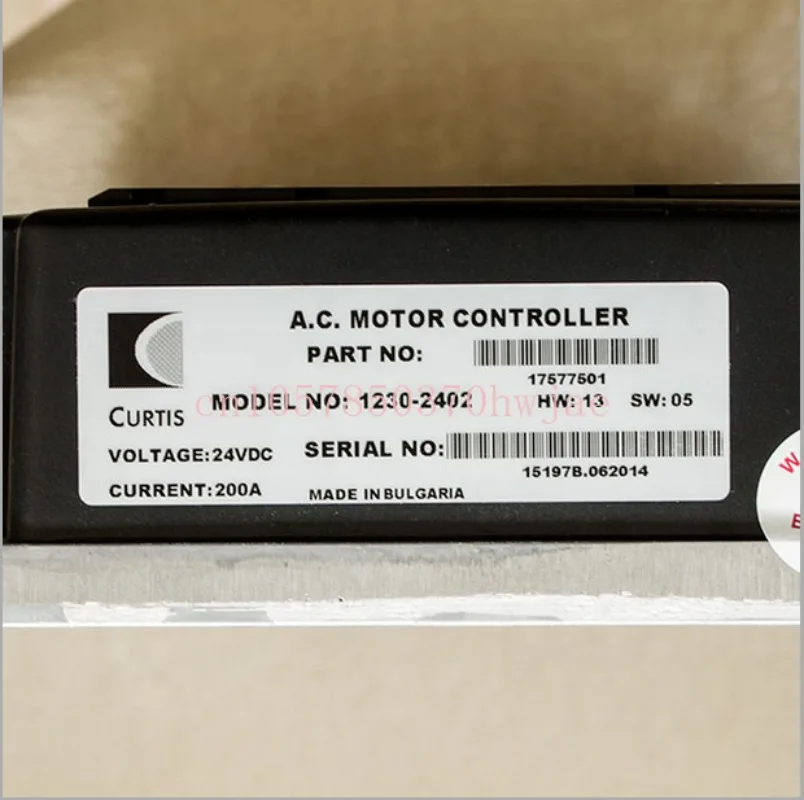 A.C. MOTOR CONTROLLER
PART NO:
17577501
CURTIS
MODEL NO: 1230-2402 HW: 13 SW: 05
VOLTAGE:24VDC
SERIAL NO:
15197B.062014
CURRENT:200A
MADE IN BULGARIA
cn1057850370hwjae
W
E